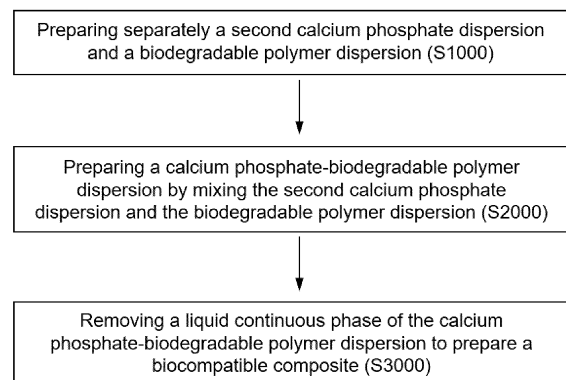 Preparing separately a second calcium phosphate dispersion
and a biodegradable polymer dispersion (S1000)
Preparing a calcium phosphate-biodegradable polymer
dispersion by mixing the second calcium phosphate
dispersion and the biodegradable polymer dispersion (S2000)
Removing a liquid continuous phase of the calcium
phosphate-biodegradable polymer dispersion to prepare a
biocompatible composite (S3000)